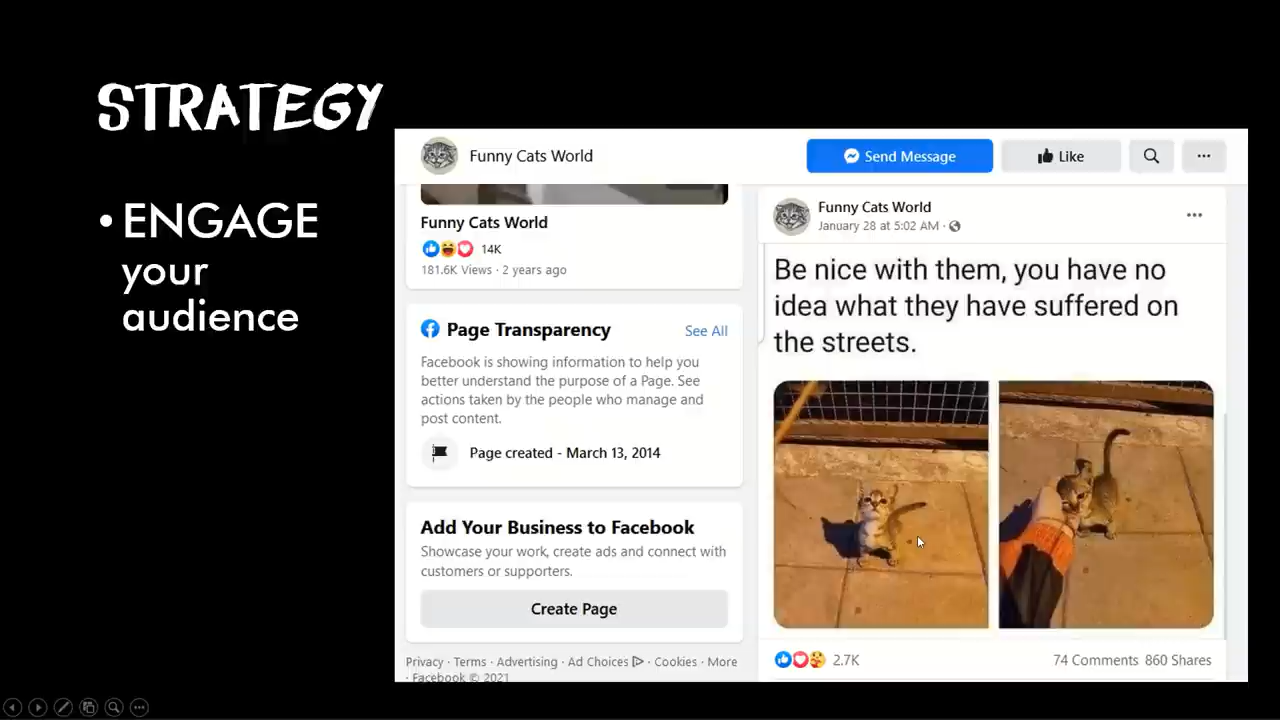 STRATEGY
• ENGAGE
your
audience
Funny Cats World
Send Message
Like
Funny Cats World
14K
181.6K Views · 2 years ago
Page Transparency
See All
Facebook is showing information to help you
better understand the purpose of a Page. See
actions taken by the people who manage and
post content.
Page created - March 13, 2014
Add Your Business to Facebook
Showcase your work, create ads and connect with
customers or supporters.
Create Page
Privacy · Terms · Advertising · Ad Choices · Cookies · More
· Facebook © 2021
Funny Cats World
January 28 at 5:02 AM ·
Be nice with them, you have no
idea what they have suffered on
the streets.
2.7K
74 Comments 860 Shares